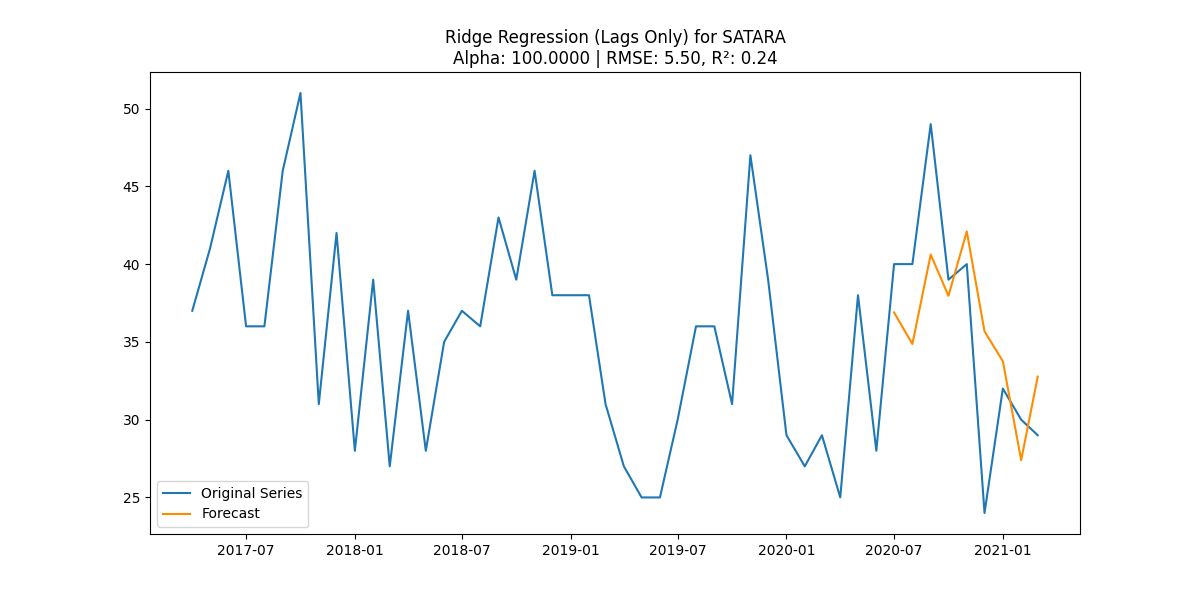 Ridge Regression (Lags Only) for SATARA
Alpha: 100.0000 | RMSE: 5.50, R²: 0.24
50
45
40
35
30
25
Original Series
Forecast
2017-07 2018-01 2018-07 2019-01 2019-07 2020-01 2020-07 2021-01